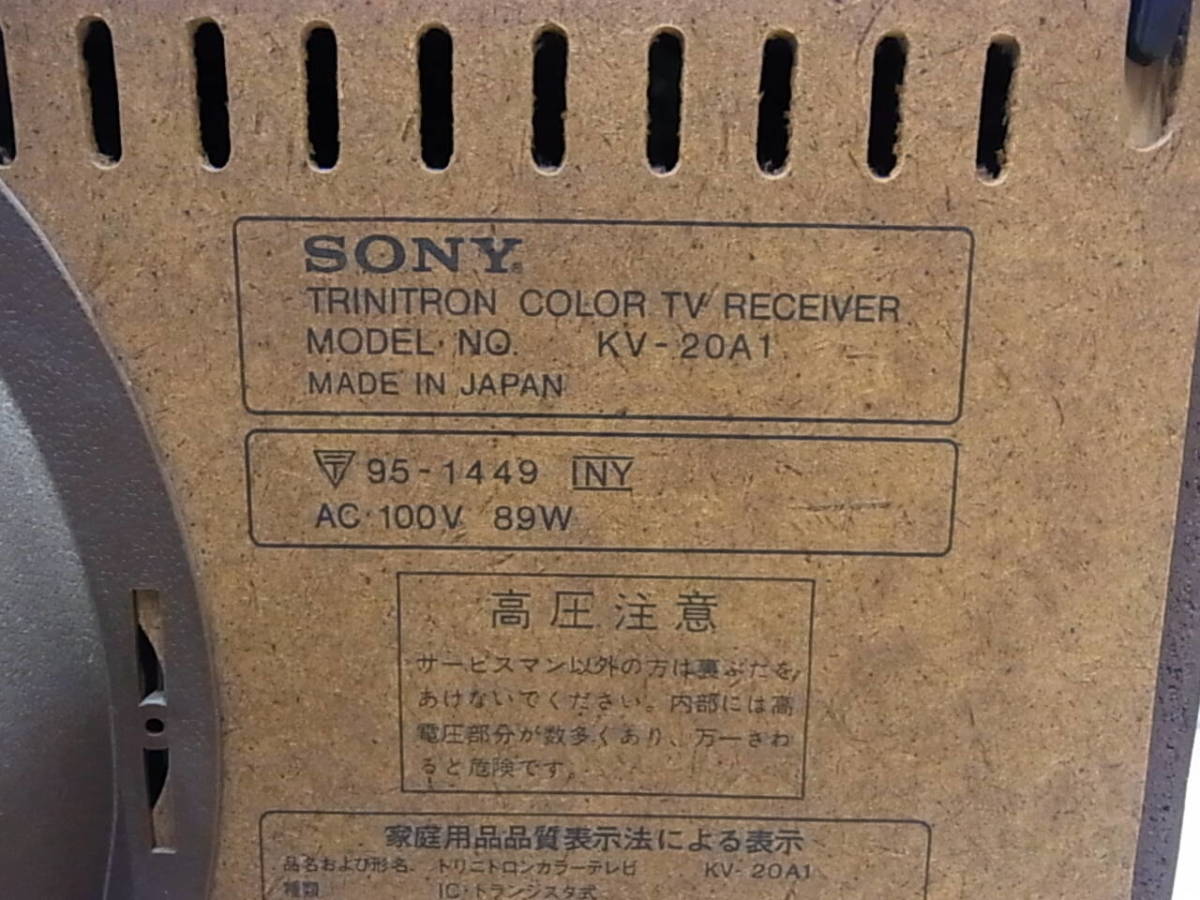 SONY
TRINITRON COLOR TV RECEIVER
MODEL NO. KV-20A1
MADE IN JAPAN
95-1449 INY
AC 100V 89W
高圧注意
サービスマン以外の方は裏ぶたを
あけないでください。内部には高
電圧部分が数多くあり、万一さわ
ると危険です。
家庭用品品質表示法による表示
品名および形名 トリニトロンカラーテレビ KV-20A1
種類 IC・トランジスタ式